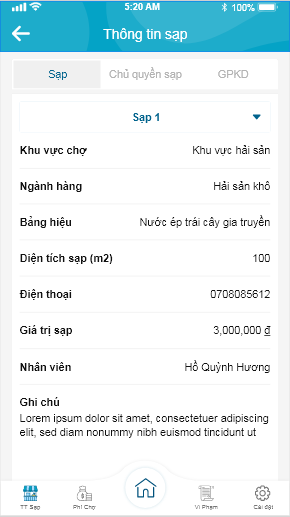 5:20 AM
100%
Thông tin sạp
Sạp
Chủ quyền sạp
GPKD
Sạp 1
Khu vực chợ
Khu vực hải sản
Ngành hàng
Hải sản khô
Bảng hiệu
Nước ép trái cây gia truyền
Diện tích sạp (m2)
100
Điện thoại
0708085612
Giá trị sạp
3,000,000 đ
Nhân viên
Hồ Quỳnh Hương
Ghi chú
Lorem ipsum dolor sit amet, consectetuer adipiscing
elit, sed diam nonummy nibh euismod tincidunt ut
TT Sạp
Phí Chợ
Vi Phạm
Cài đặt